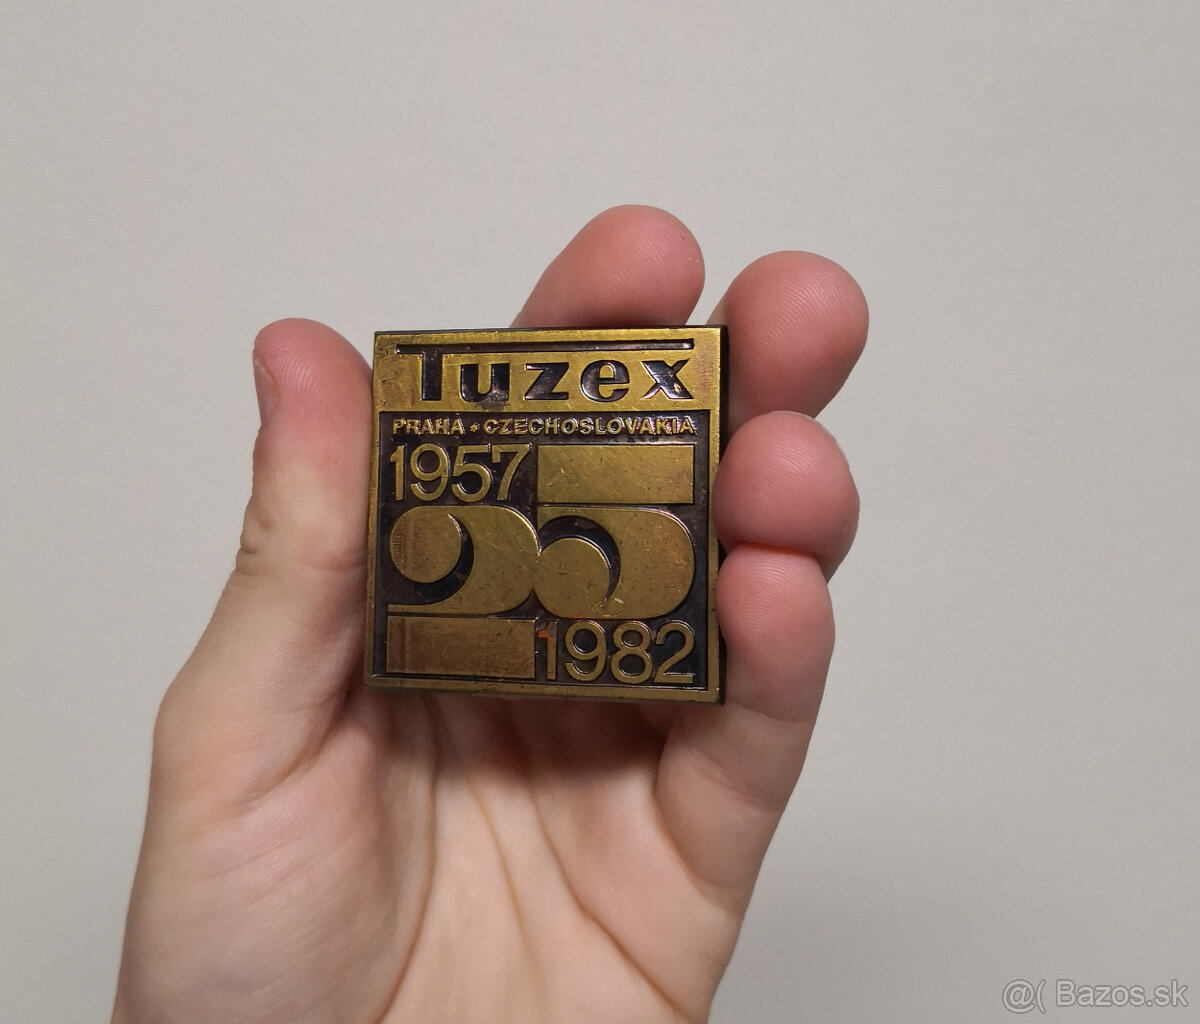 Tuzex
PRAHA * CZECHOSLOVAKIA
1957
25
1982
@( Bazos.sk